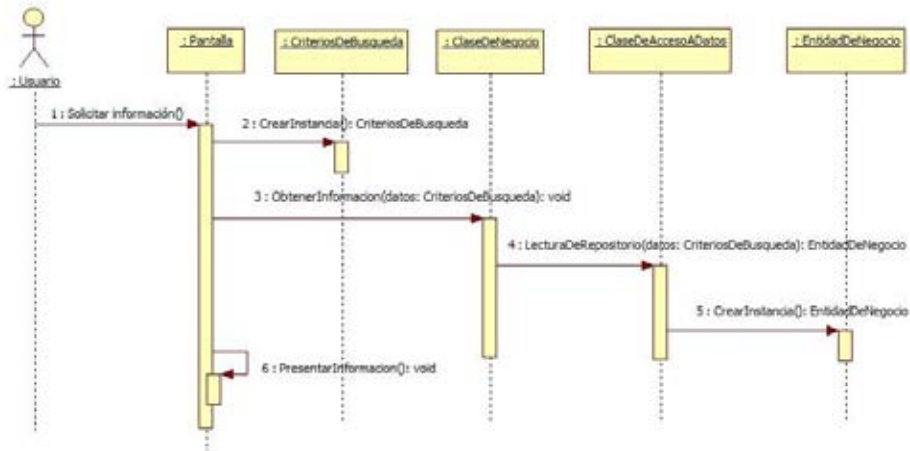 : Usuario
: Pantalla
: CriteriosDeBusqueda
: ClaseDeNegocio
: ClaseDeAccesoADatos
: EntidadDeNegocio
1 : Solicitar información()
2 : CrearInstancia(): CriteriosDeBusqueda
3 : ObtenerInformacion(datos: CriteriosDeBusqueda): void
4 : LecturaDeRepositorio(datos: CriteriosDeBusqueda): EntidadDeNegocio
5 : CrearInstancia(): EntidadDeNegocio
6 : PresentarInformacion(): void